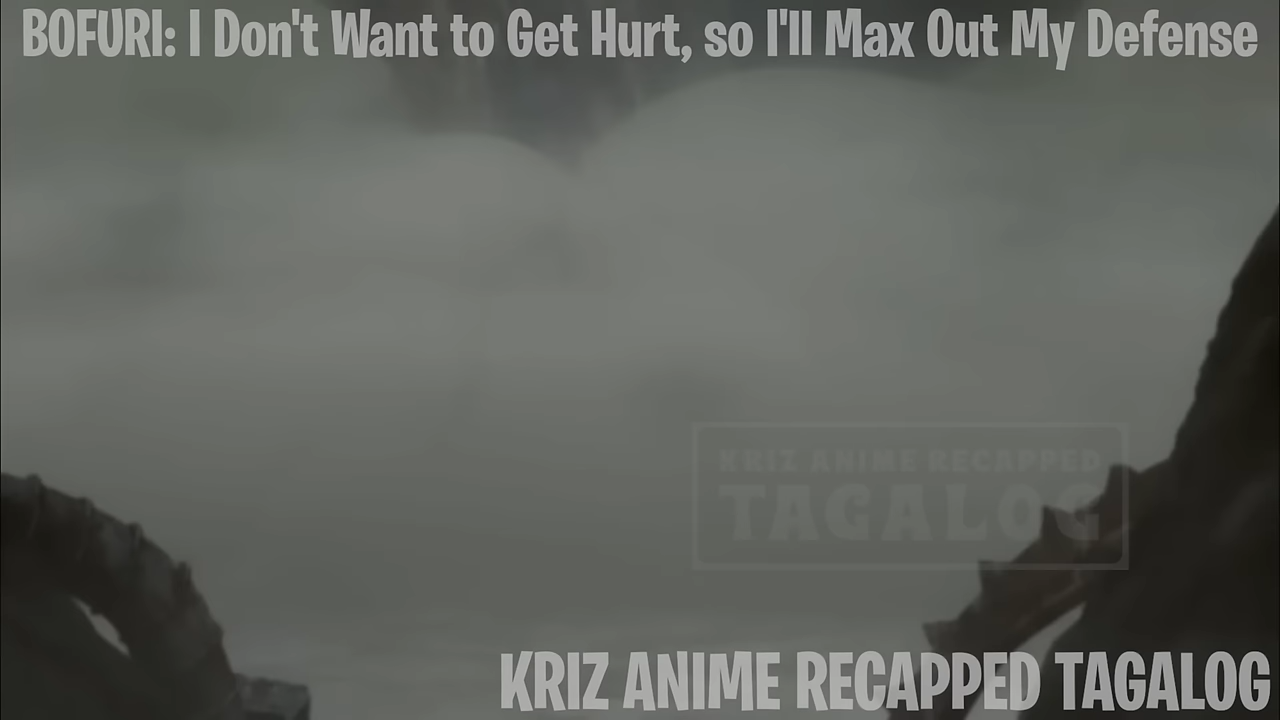 BOFURI: I Don't Want to Get Hurt, so I'll Max Out My Defense
KRIZ ANIME RECAPPED
TAGALOG
KRIZ ANIME RECAPPED TAGALOG